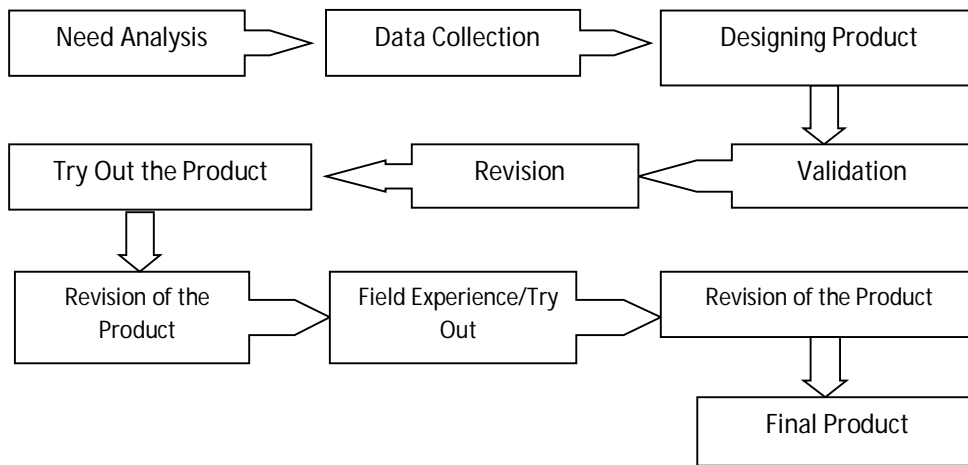 Need Analysis
Data Collection
Designing Product
Validation
Revision
Try Out the Product
Revision of the
Product
Field Experience/Try
Out
Revision of the Product
Final Product